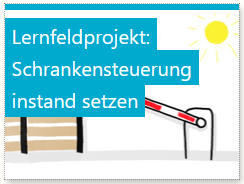 Lernfeldprojekt:
Schrankensteuerung
instand setzen